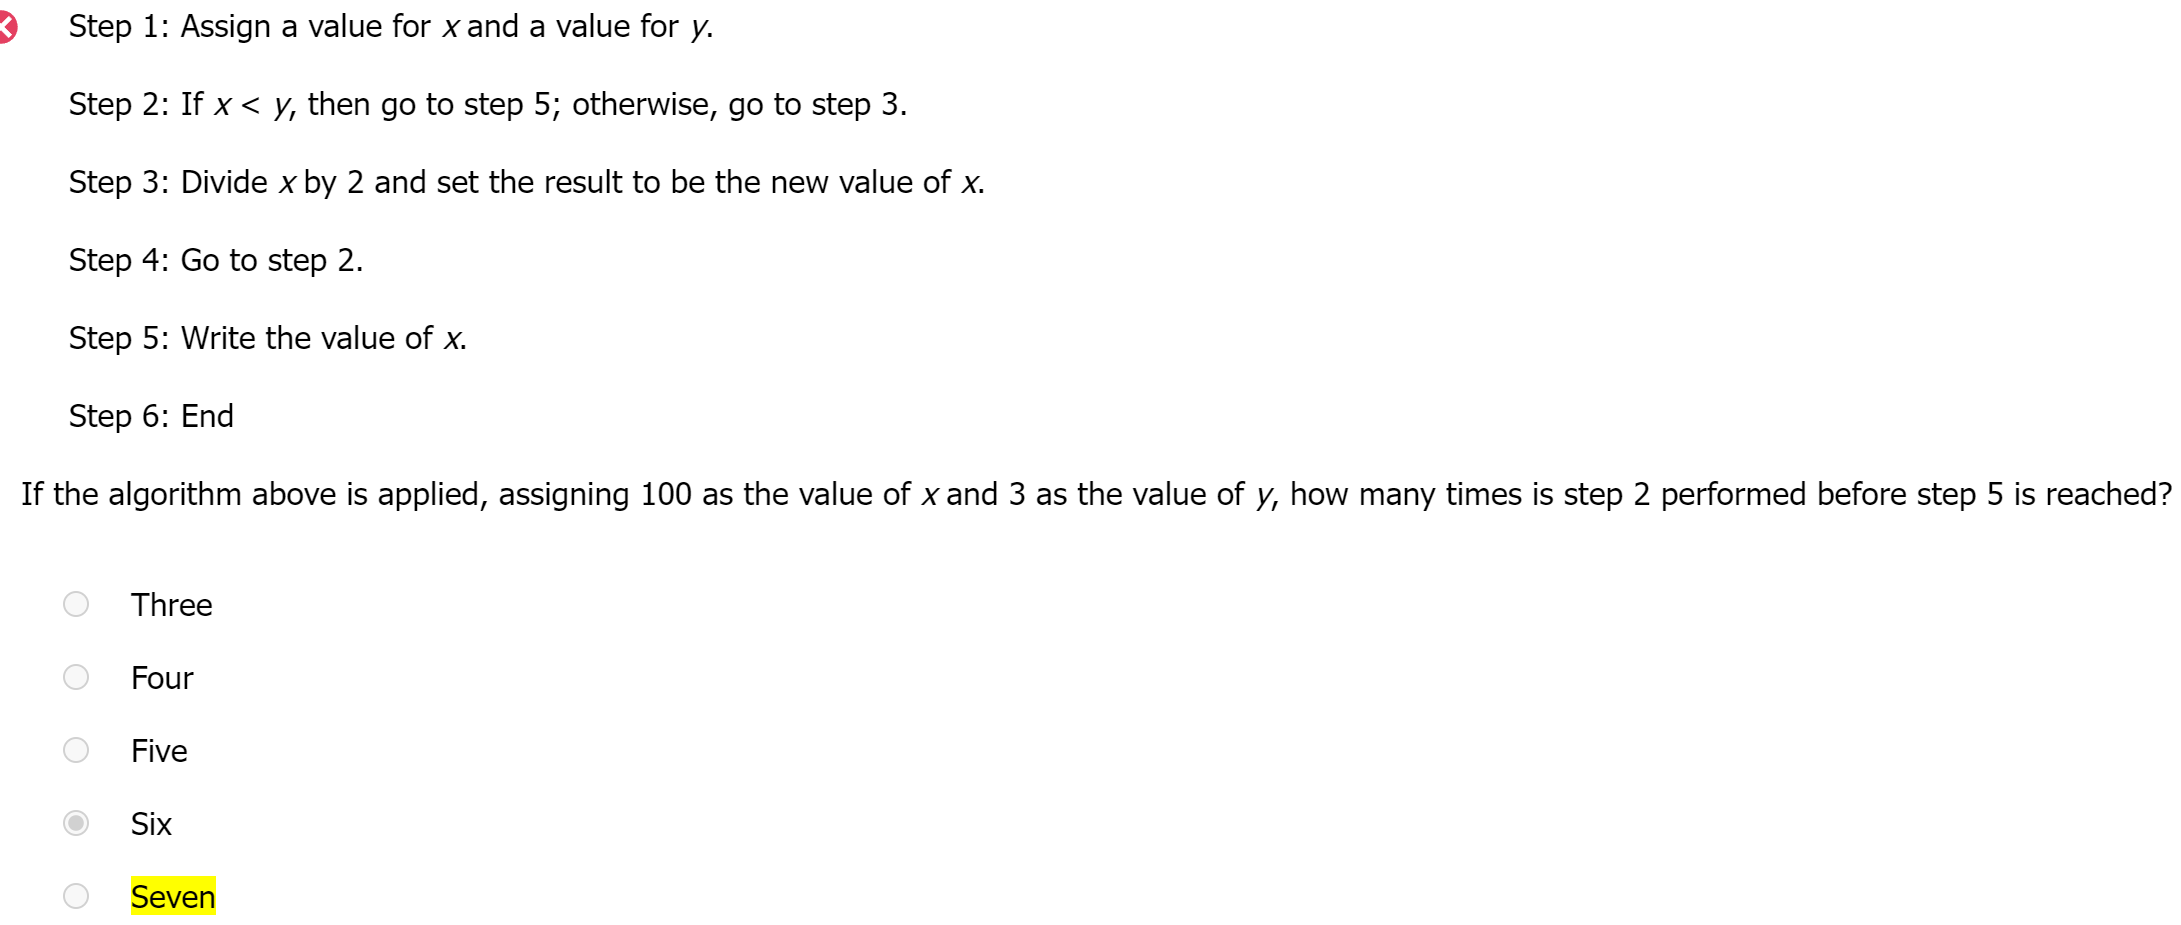 Step 1: Assign a value for x and a value for y.
Step 2: If x < y, then go to step 5; otherwise, go to step 3.
Step 3: Divide x by 2 and set the result to be the new value of x.
Step 4: Go to step 2.
Step 5: Write the value of x.
Step 6: End
If the algorithm above is applied, assigning 100 as the value of x and 3 as the value of y, how many times is step 2 performed before step 5 is reached?
Three
Four
Five
Six
Seven